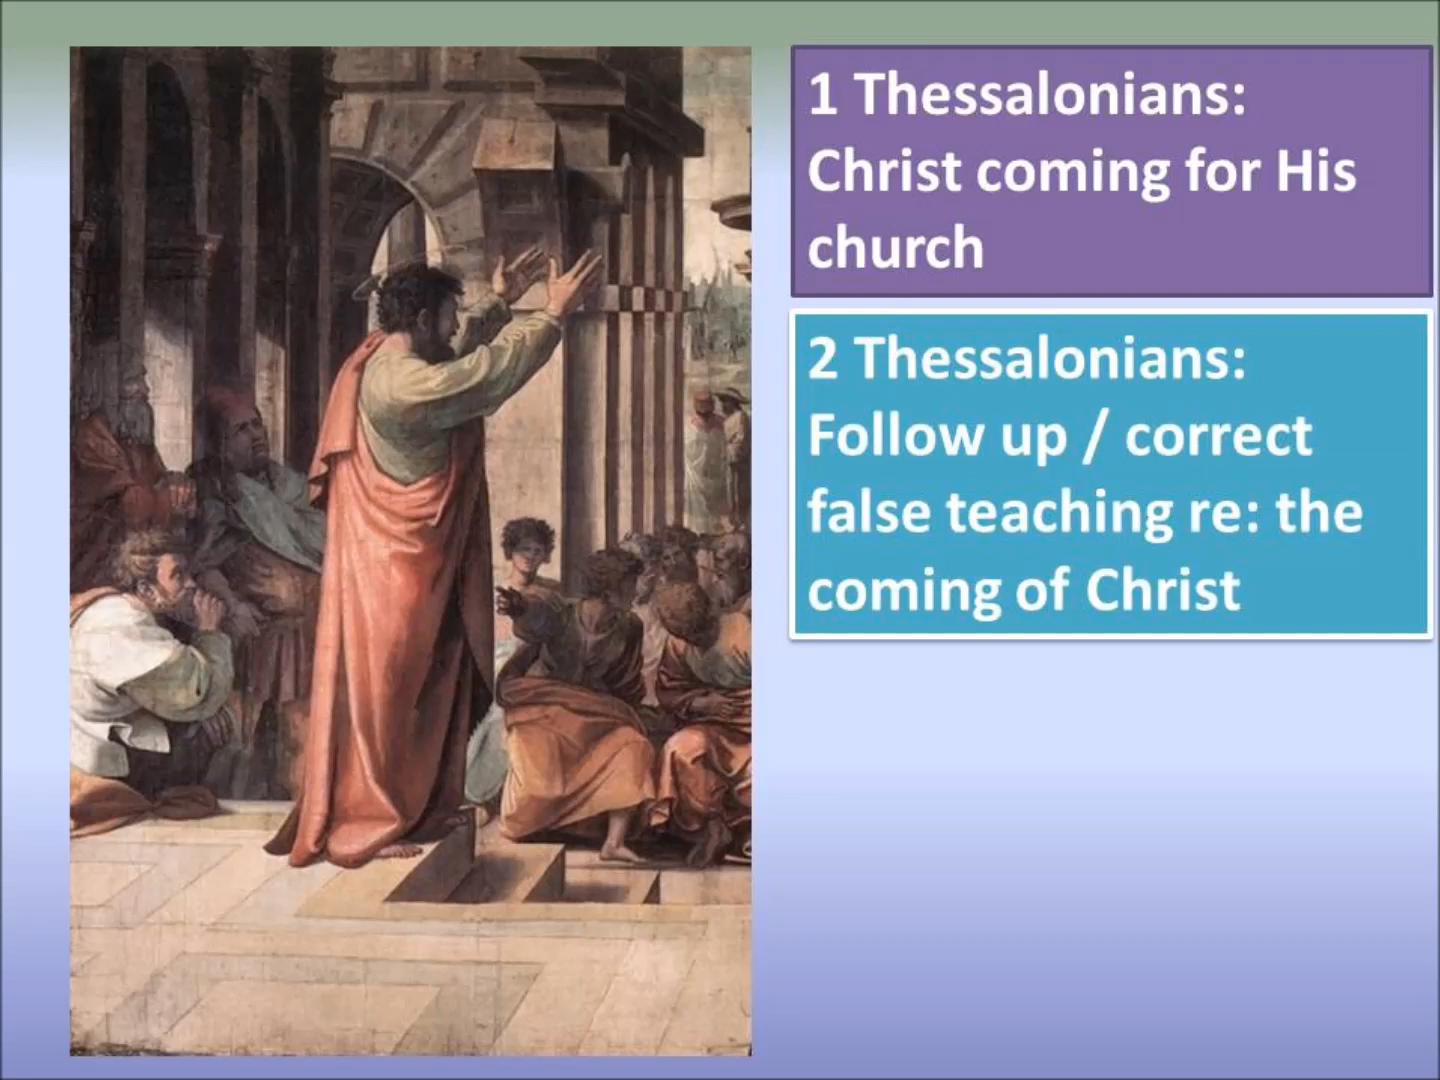 1 Thessalonians:
Christ coming for His
church
2 Thessalonians:
Follow up / correct
false teaching re: the
coming of Christ